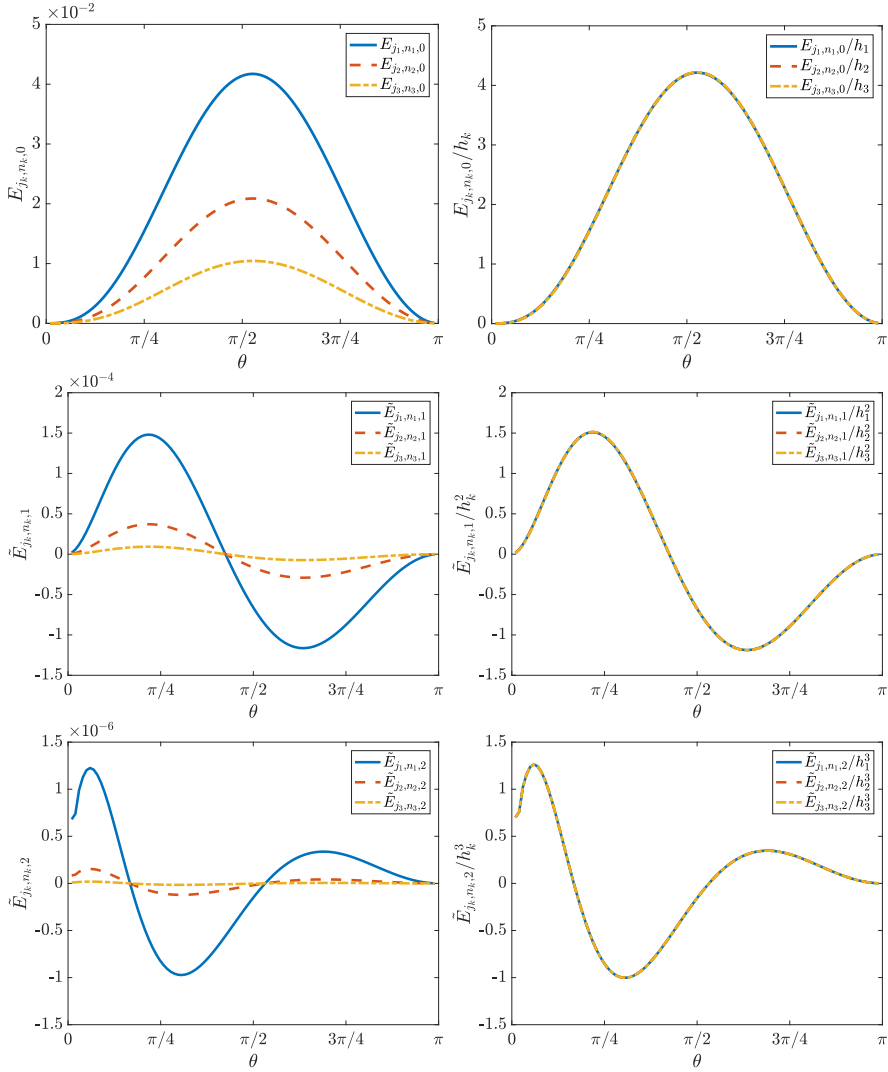 ×10⁻²
5
4
3
2
1
0
E_{j_k,n_k,0}
E_{j_1,n_1,0}
E_{j_2,n_2,0}
E_{j_3,n_3,0}
0 π/4 π/2 3π/4 π
θ
5
4
3
2
1
0
E_{j_k,n_k,0}/h_k
E_{j_1,n_1,0}/h_1
E_{j_2,n_2,0}/h_2
E_{j_3,n_3,0}/h_3
0 π/4 π/2 3π/4 π
θ
×10⁻⁴
2
1.5
1
0.5
0
-0.5
-1
-1.5
Ẽ_{j_k,n_k,1}
Ẽ_{j_1,n_1,1}
Ẽ_{j_2,n_2,1}
Ẽ_{j_3,n_3,1}
0 π/4 π/2 3π/4 π
θ
2
1.5
1
0.5
0
-0.5
-1
-1.5
Ẽ_{j_k,n_k,1}/h_k^2
Ẽ_{j_1,n_1,1}/h_1^2
Ẽ_{j_2,n_2,1}/h_2^2
Ẽ_{j_3,n_3,1}/h_3^2
0 π/4 π/2 3π/4 π
θ
×10⁻⁶
1.5
1
0.5
0
-0.5
-1
-1.5
Ẽ_{j_k,n_k,2}
Ẽ_{j_1,n_1,2}
Ẽ_{j_2,n_2,2}
Ẽ_{j_3,n_3,2}
0 π/4 π/2 3π/4 π
θ
1.5
1
0.5
0
-0.5
-1
-1.5
Ẽ_{j_k,n_k,2}/h_k^3
Ẽ_{j_1,n_1,2}/h_1^3
Ẽ_{j_2,n_2,2}/h_2^3
Ẽ_{j_3,n_3,2}/h_3^3
0 π/4 π/2 3π/4 π
θ